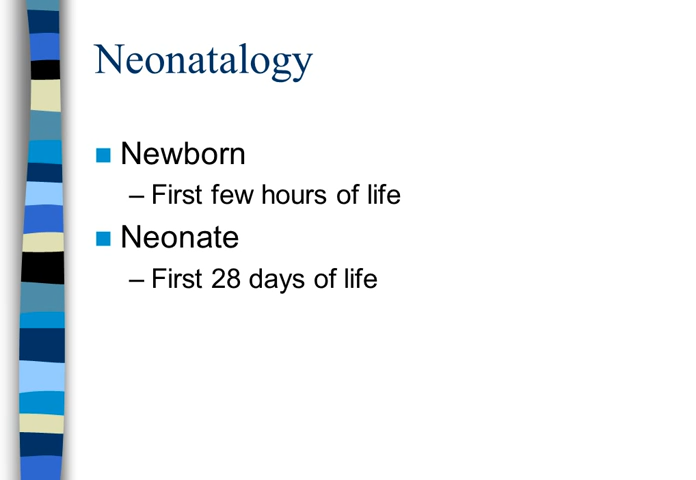 Neonatalogy
Newborn
– First few hours of life
Neonate
– First 28 days of life